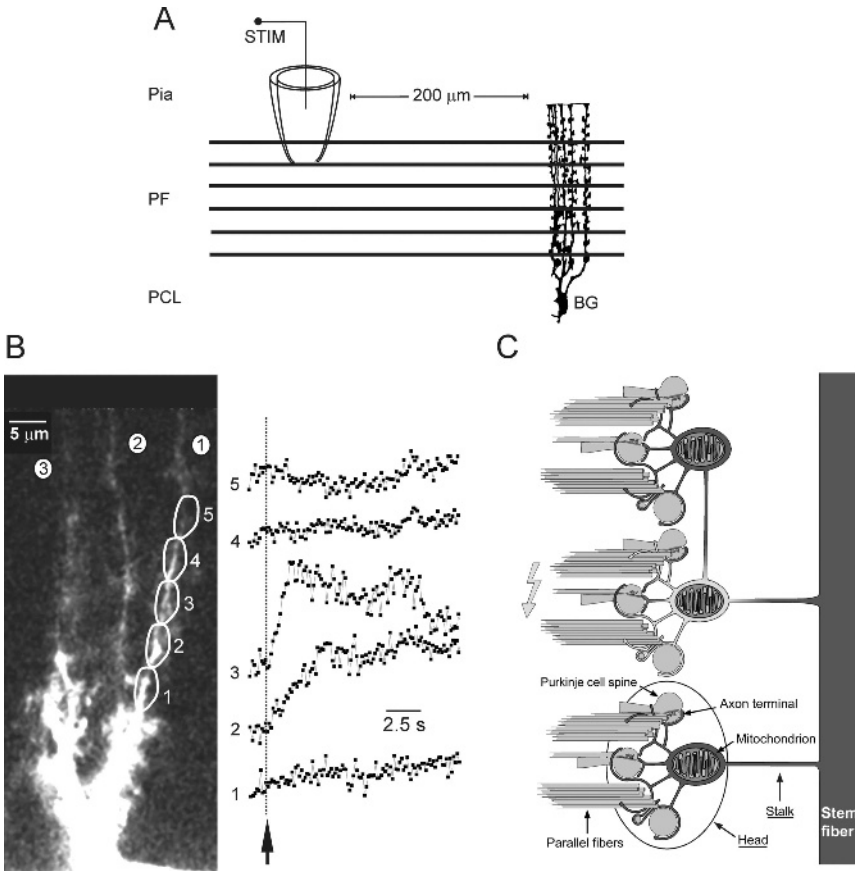 A
STIM
Pia
200 μm
PF
PCL
BG
B
5 μm
3
2
1
5
4
3
2
1
5
4
3
2
1
2.5 s
C
Purkinje cell spine
Axon terminal
Mitochondrion
Stalk
Stem
fiber
Parallel fibers
Head